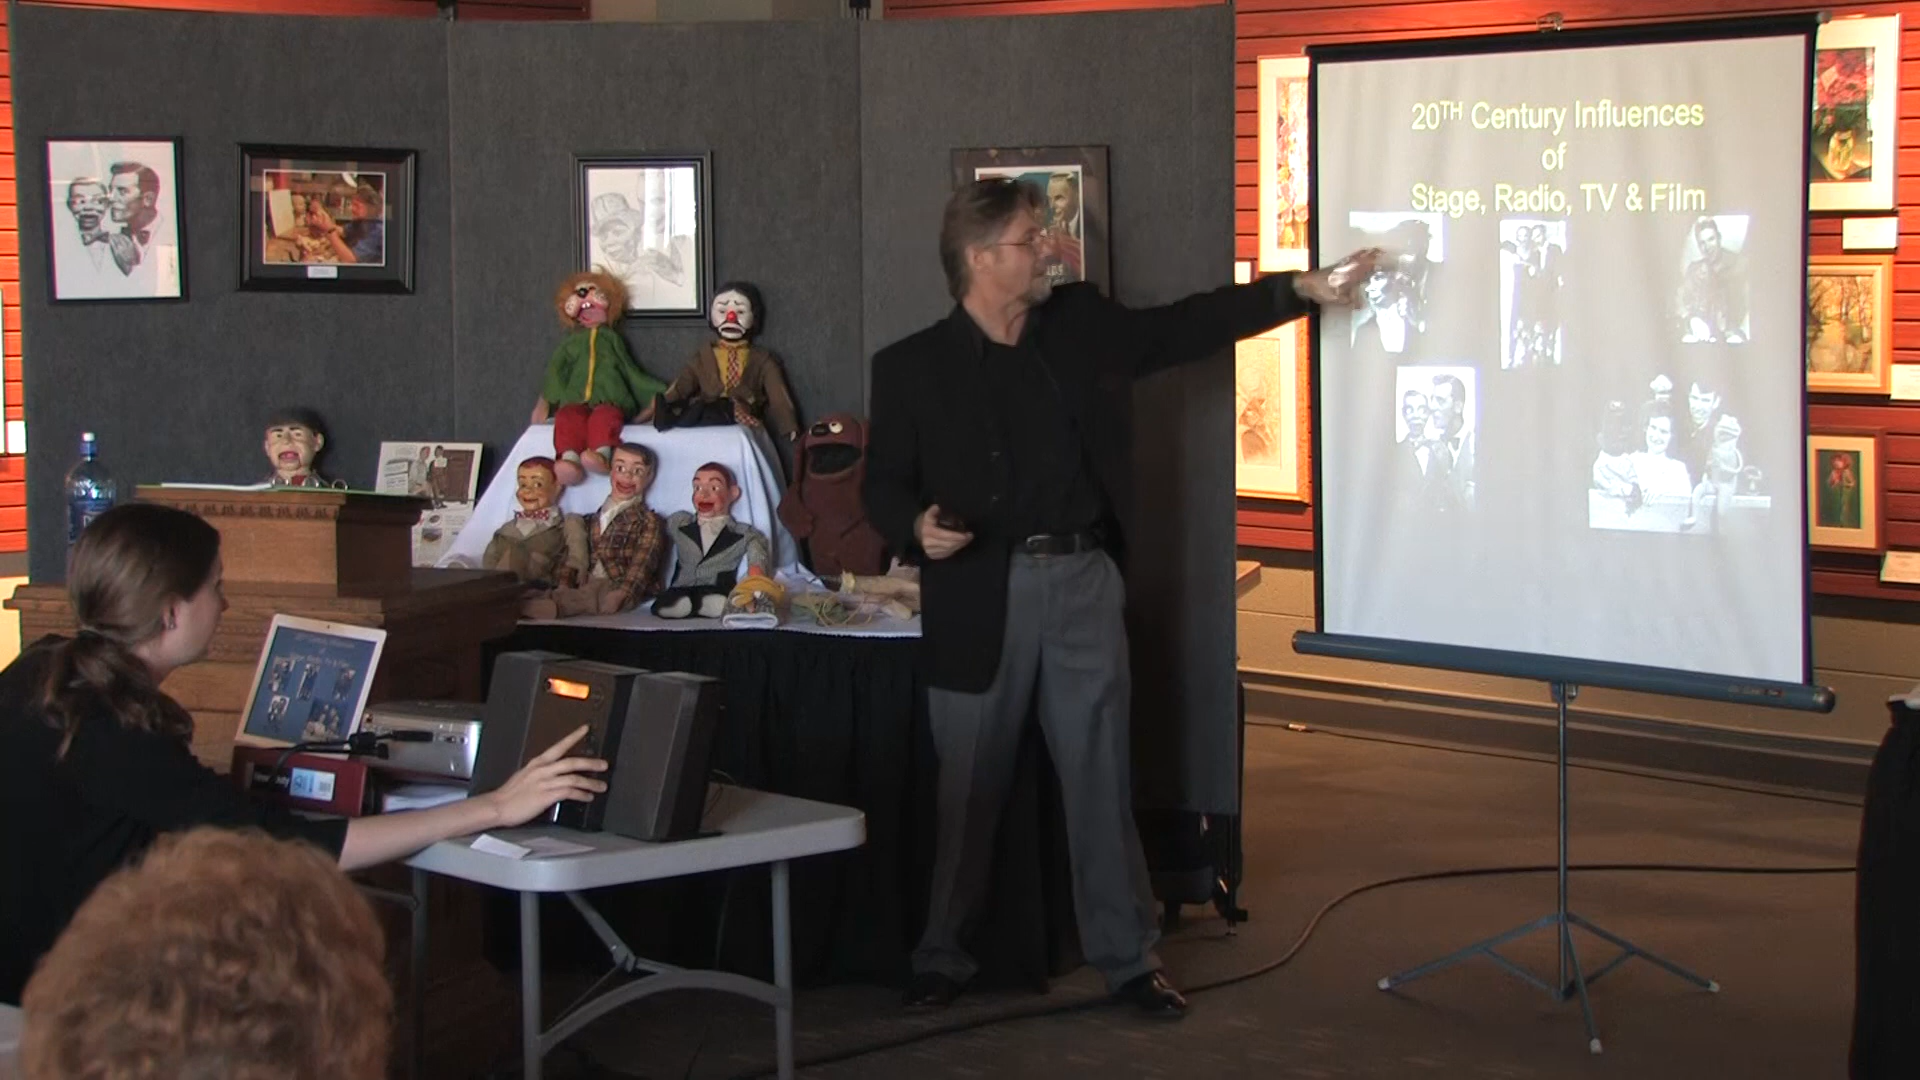 20TH Century Influences
of
Stage, Radio, TV & Film